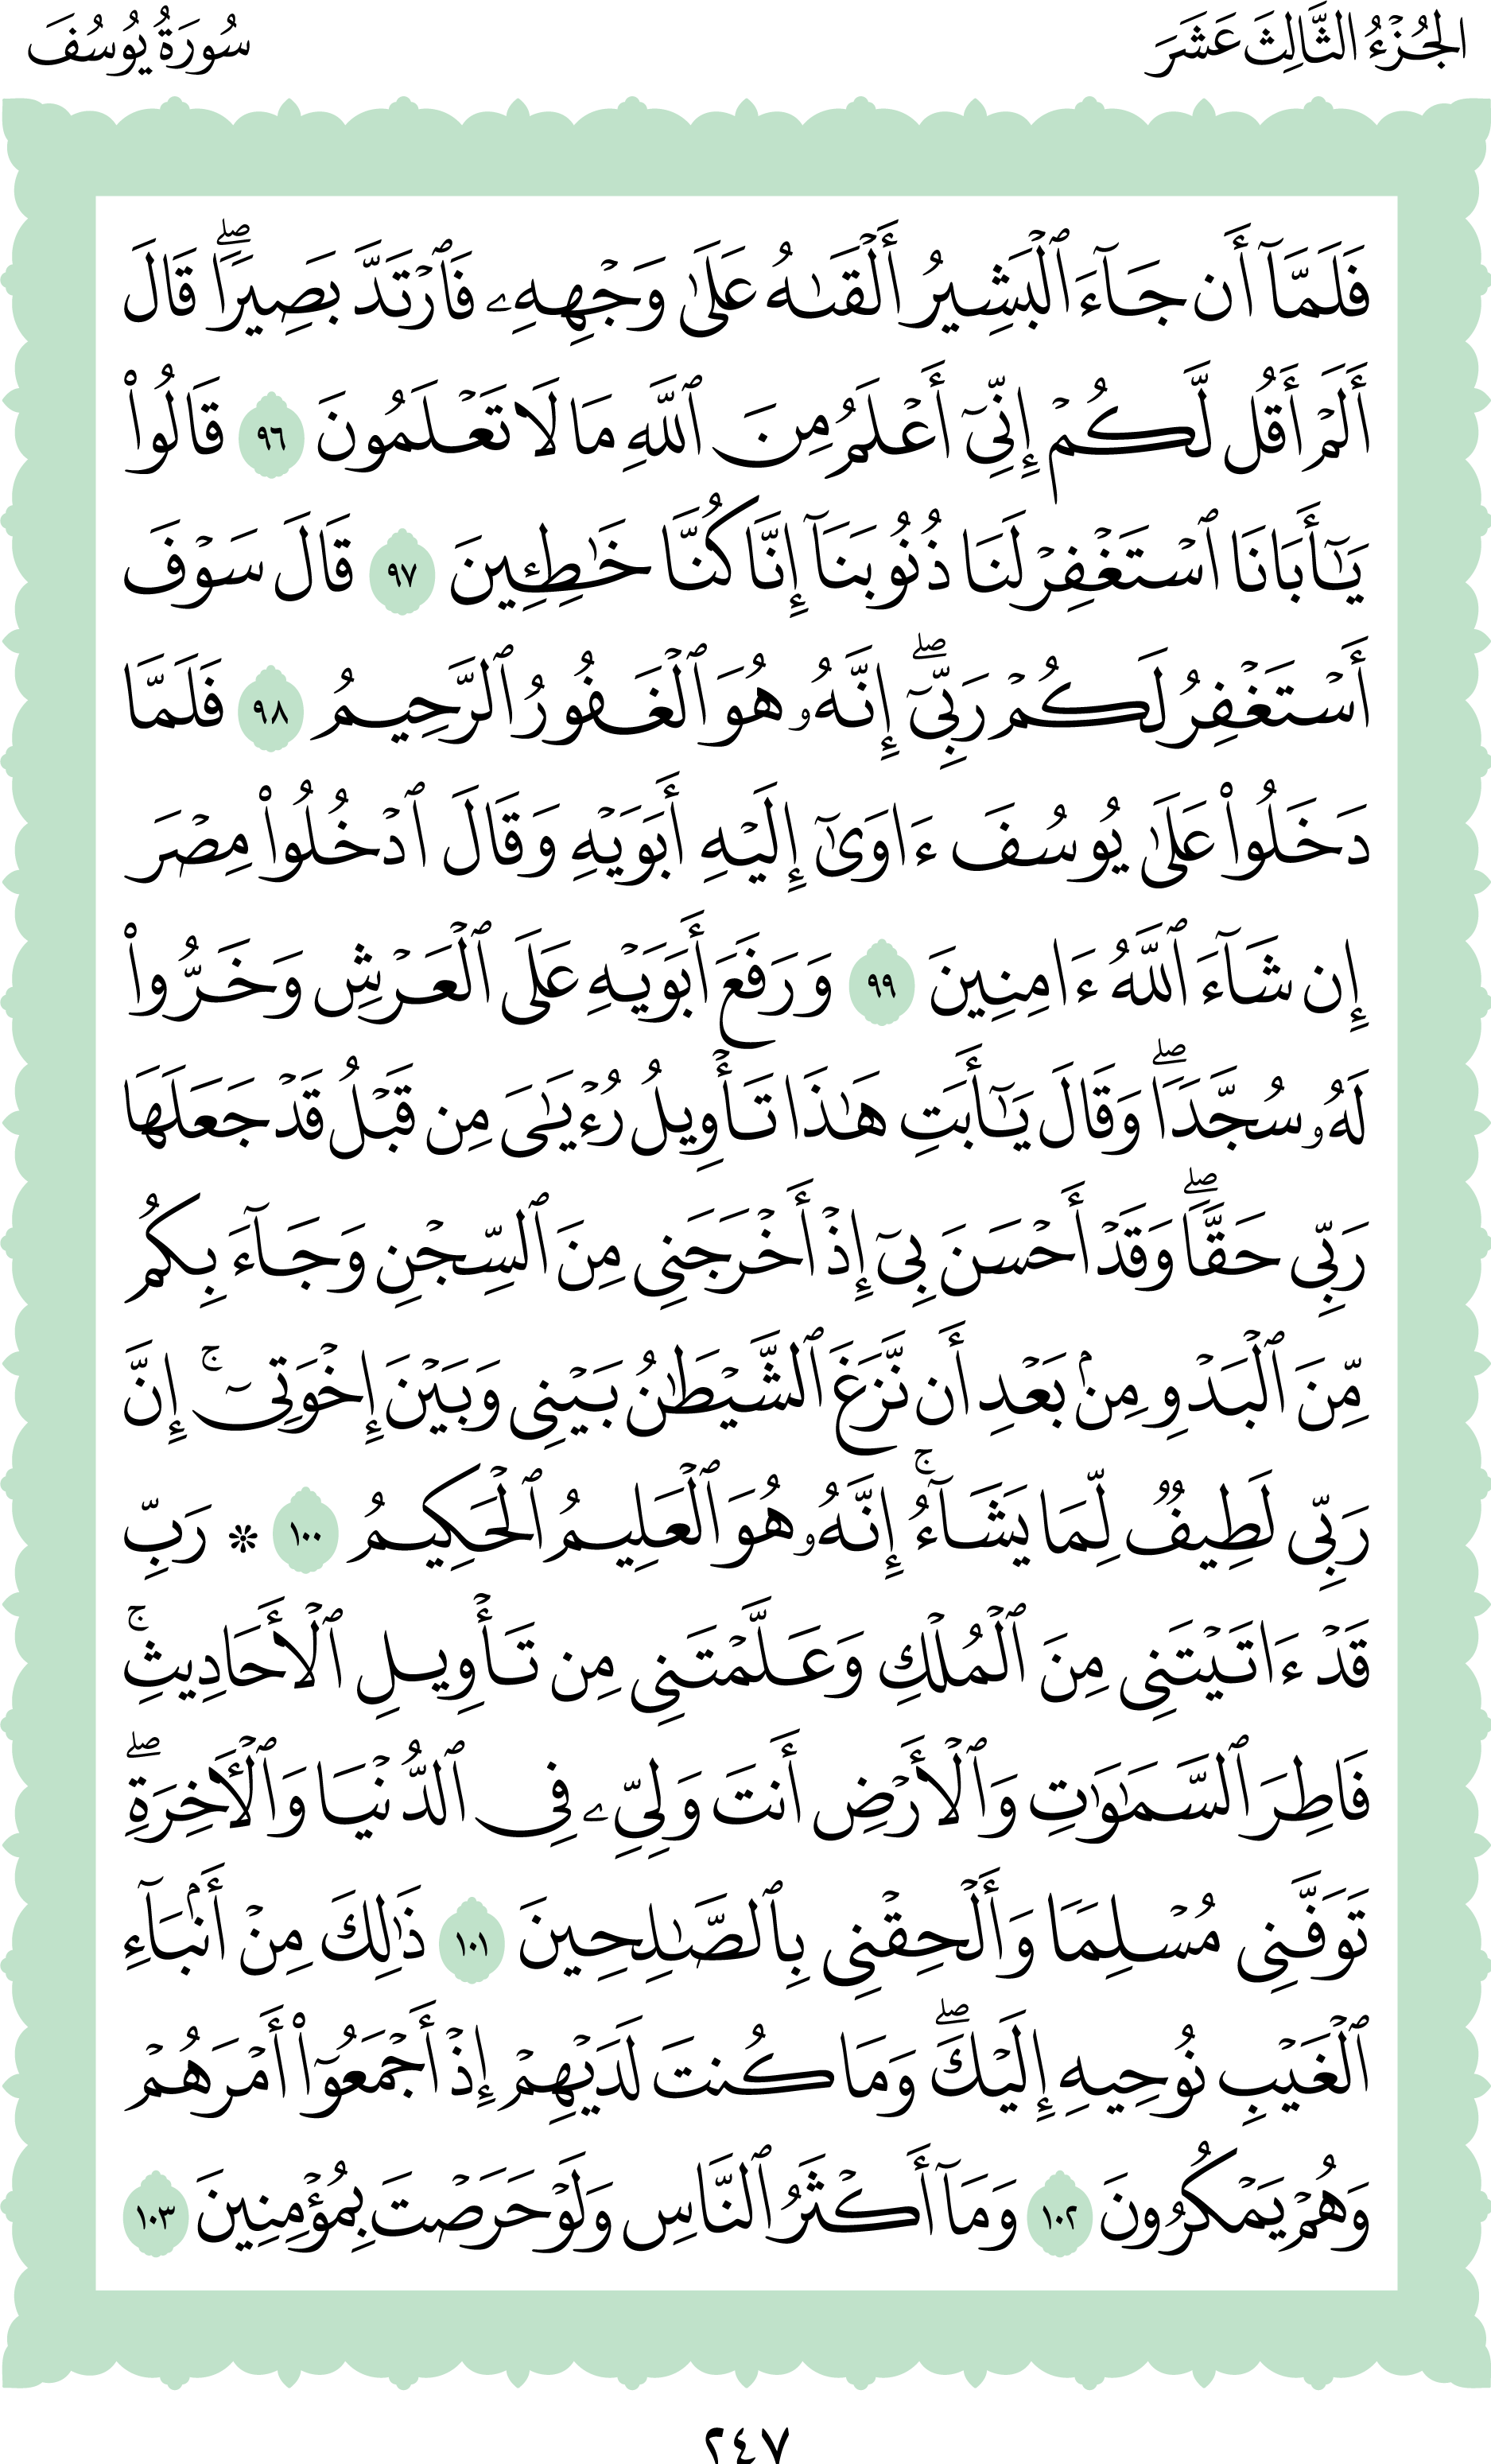 الجُزْءُ الثَّالِثَ عَشَرَ
سُورَةُ يُوسُفَ
فَلَمَّآ أَن جَآءَ ٱلۡبَشِيرُ أَلۡقَىٰهُ عَلَىٰ وَجۡهِهِۦ فَٱرۡتَدَّ بَصِيرٗاۖ قَالَ
أَلَمۡ أَقُل لَّكُمۡ إِنِّيٓ أَعۡلَمُ مِنَ ٱللَّهِ مَا لَا تَعۡلَمُونَ ٩٦ قَالُواْ
يَٰٓأَبَانَا ٱسۡتَغۡفِرۡ لَنَا ذُنُوبَنَآ إِنَّا كُنَّا خَٰطِـِٔينَ ٩٧ قَالَ سَوۡفَ
أَسۡتَغۡفِرُ لَكُمۡ رَبِّيٓۖ إِنَّهُۥ هُوَ ٱلۡغَفُورُ ٱلرَّحِيمُ ٩٨ فَلَمَّا
دَخَلُواْ عَلَىٰ يُوسُفَ ءَاوَىٰٓ إِلَيۡهِ أَبَوَيۡهِ وَقَالَ ٱدۡخُلُواْ مِصۡرَ
إِن شَآءَ ٱللَّهُ ءَامِنِينَ ٩٩ وَرَفَعَ أَبَوَيۡهِ عَلَى ٱلۡعَرۡشِ وَخَرُّواْ
لَهُۥ سُجَّدٗاۖ وَقَالَ يَٰٓأَبَتِ هَٰذَا تَأۡوِيلُ رُءۡيَٰيَ مِن قَبۡلُ قَدۡ جَعَلَهَا
رَبِّي حَقّٗاۖ وَقَدۡ أَحۡسَنَ بِيٓ إِذۡ أَخۡرَجَنِي مِنَ ٱلسِّجۡنِ وَجَآءَ بِكُم
مِّنَ ٱلۡبَدۡوِ مِنۢ بَعۡدِ أَن نَّزَغَ ٱلشَّيۡطَٰنُ بَيۡنِي وَبَيۡنَ إِخۡوَتِيٓۚ إِنَّ
رَبِّي لَطِيفٞ لِّمَا يَشَآءُۚ إِنَّهُۥ هُوَ ٱلۡعَلِيمُ ٱلۡحَكِيمُ ١٠٠ ۞ رَبِّ
قَدۡ ءَاتَيۡتَنِي مِنَ ٱلۡمُلۡكِ وَعَلَّمۡتَنِي مِن تَأۡوِيلِ ٱلۡأَحَادِيثِۚ
فَاطِرَ ٱلسَّمَٰوَٰتِ وَٱلۡأَرۡضِ أَنتَ وَلِيِّۦ فِي ٱلدُّنۡيَا وَٱلۡأٓخِرَةِۖ
تَوَفَّنِي مُسۡلِمٗا وَأَلۡحِقۡنِي بِٱلصَّٰلِحِينَ ١٠١ ذَٰلِكَ مِنۡ أَنۢبَآءِ
ٱلۡغَيۡبِ نُوحِيهِ إِلَيۡكَۖ وَمَا كُنتَ لَدَيۡهِمۡ إِذۡ أَجۡمَعُوٓاْ أَمۡرَهُمۡ
وَهُمۡ يَمۡكُرُونَ ١٠٢ وَمَآ أَكۡثَرُ ٱلنَّاسِ وَلَوۡ حَرَصۡتَ بِمُؤۡمِنِينَ ١٠٣
٢٤٧